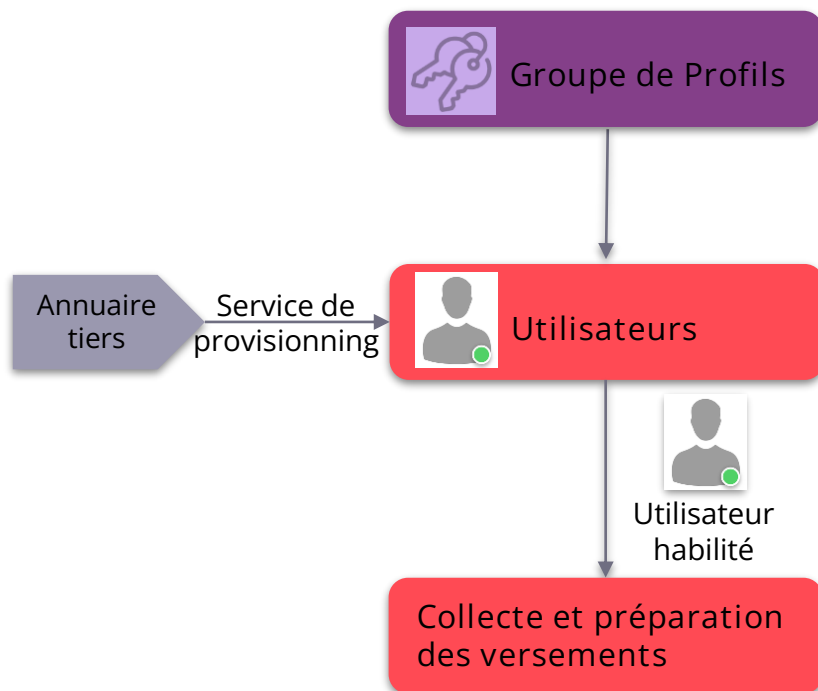 Groupe de Profils
Annuaire
tiers
Service de
provisionning
Utilisateurs
Utilisateur
habilité
Collecte et préparation
des versements